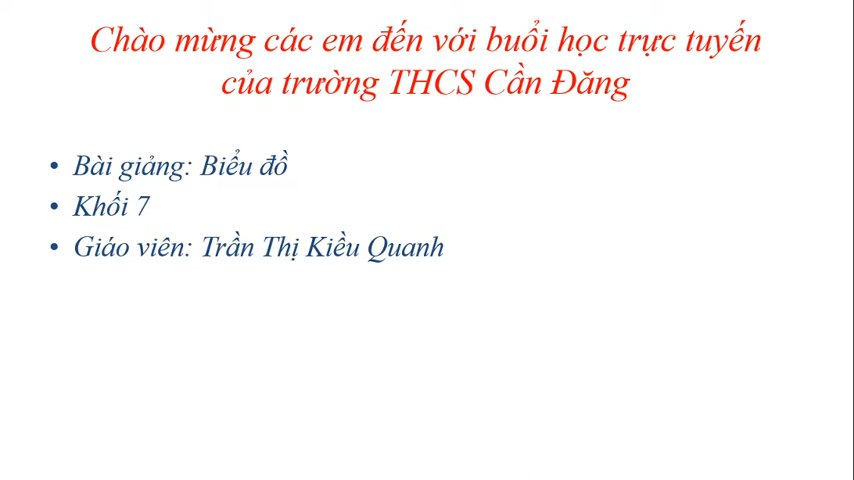 Chào mừng các em đến với buổi học trực tuyến
của trường THCS Cần Đăng
• Bài giảng: Biểu đồ
• Khối 7
• Giáo viên: Trần Thị Kiều Quanh